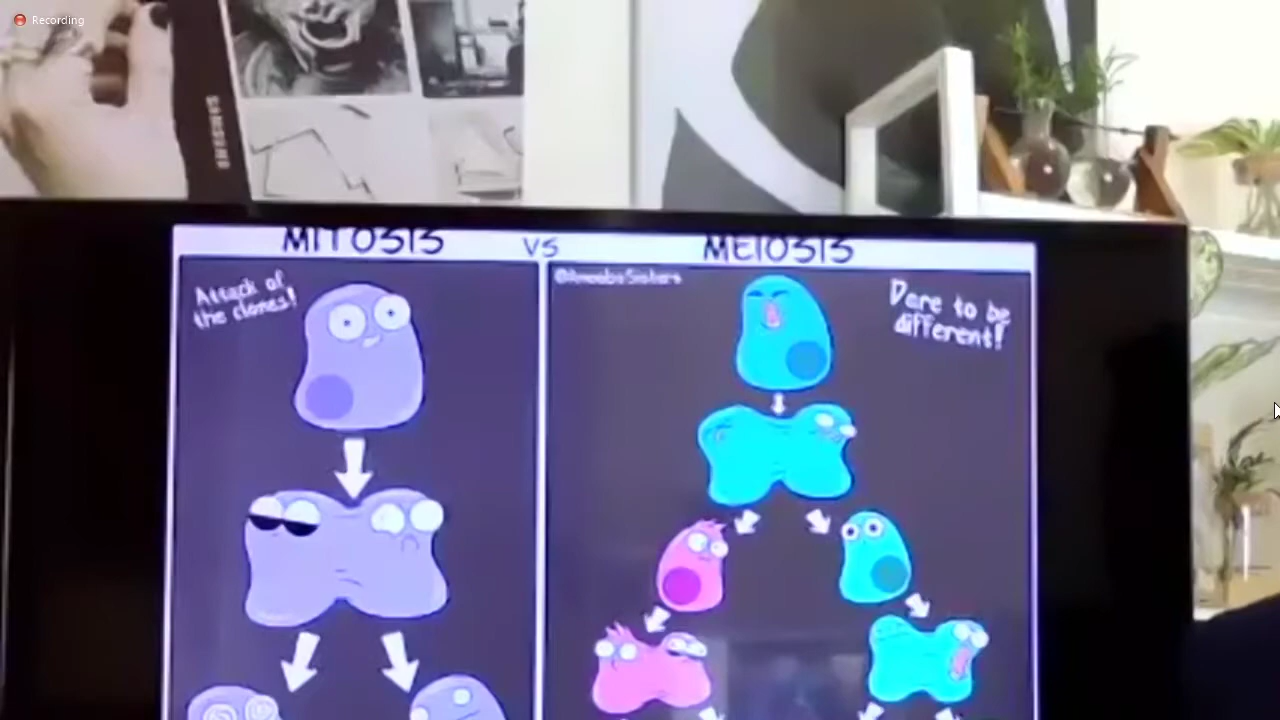 Recording
MITOSIS VS MEIOSIS
Attack of
the clones!
@AmoebaSisters
Dare to be
different!